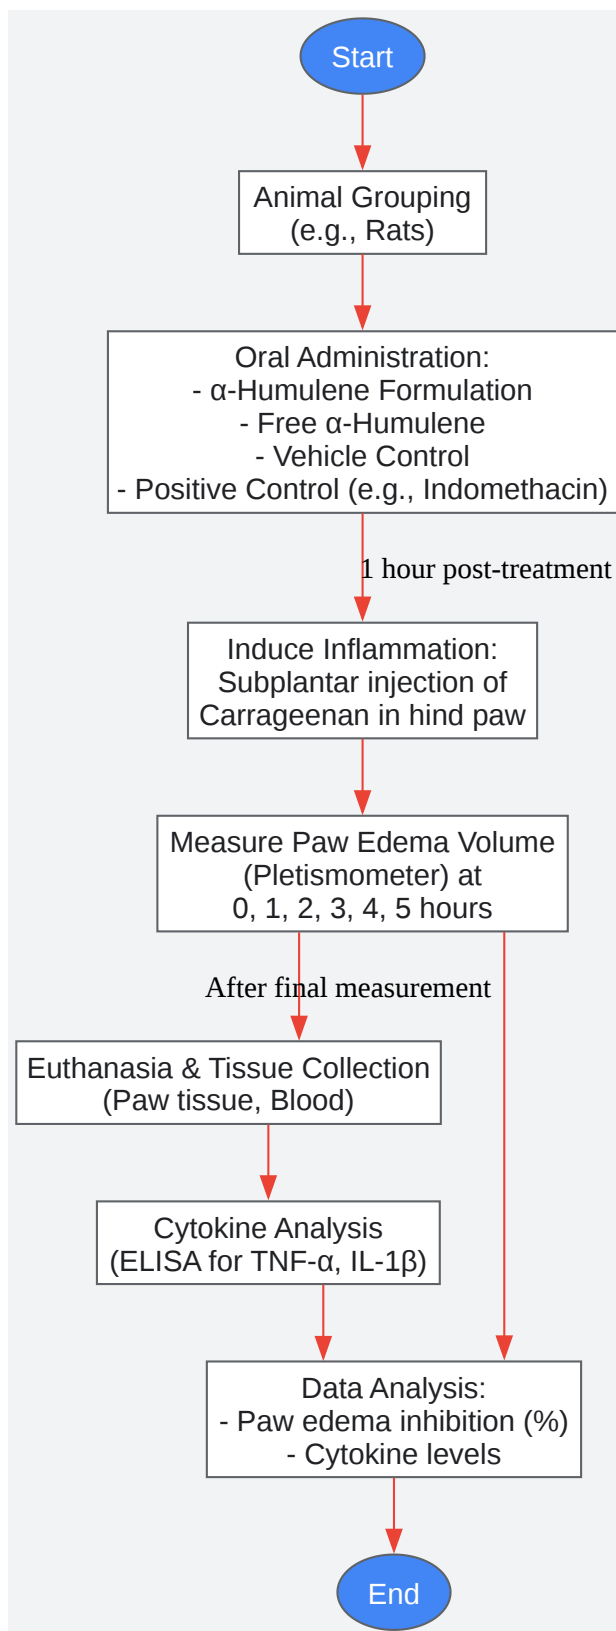 Start
Animal Grouping
(e.g., Rats)
Oral Administration:
- α-Humulene Formulation
- Free α-Humulene
- Vehicle Control
- Positive Control (e.g., Indomethacin)
1 hour post-treatment
Induce Inflammation:
Subplantar injection of
Carrageenan in hind paw
Measure Paw Edema Volume
(Pletismometer) at
0, 1, 2, 3, 4, 5 hours
After final measurement
Euthanasia & Tissue Collection
(Paw tissue, Blood)
Cytokine Analysis
(ELISA for TNF-α, IL-1β)
Data Analysis:
- Paw edema inhibition (%)
- Cytokine levels
End